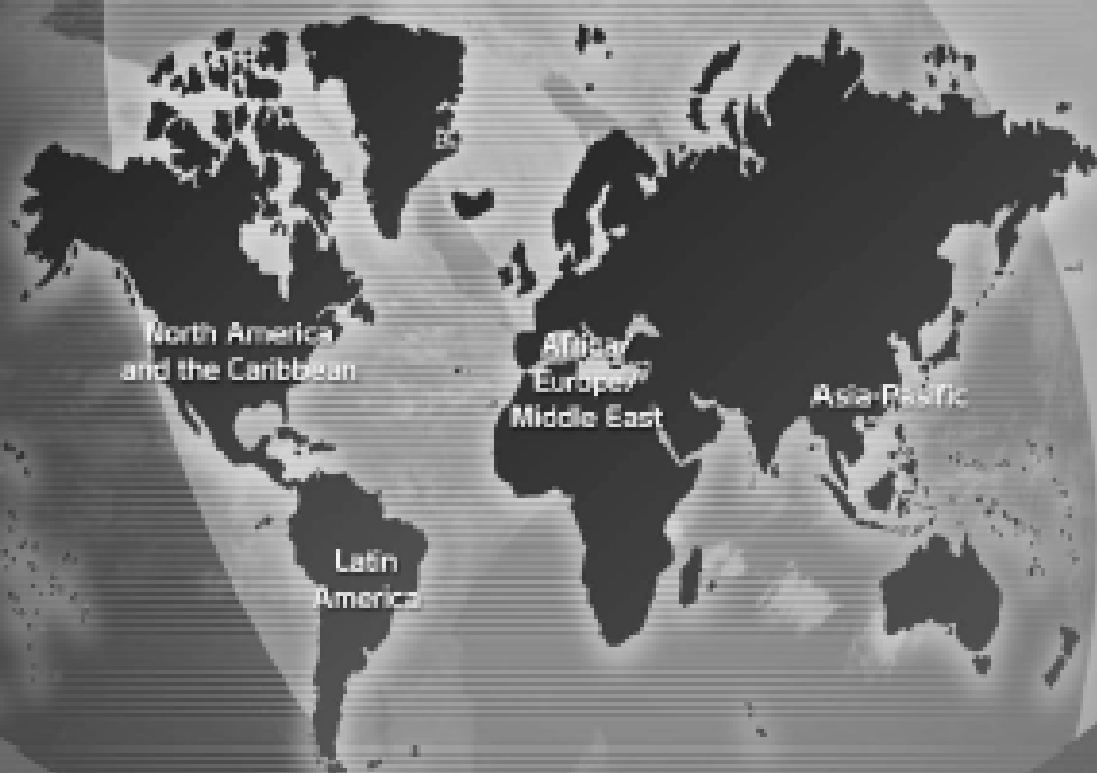 North America
and the Caribbean
Africa/
Europe/
Middle East
Asia-Pacific
Latin
America